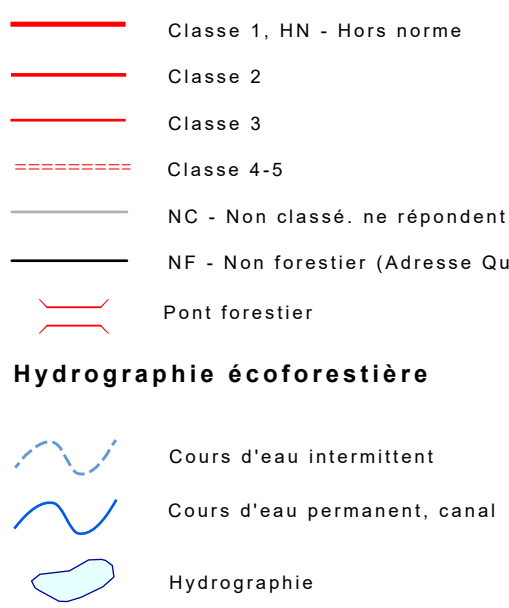 Classe 1, HN - Hors norme
Classe 2
Classe 3
Classe 4-5
NC - Non classé. ne répondent
NF - Non forestier (Adresse Qu
Pont forestier
Hydrographie écoforestière
Cours d'eau intermittent
Cours d'eau permanent, canal
Hydrographie